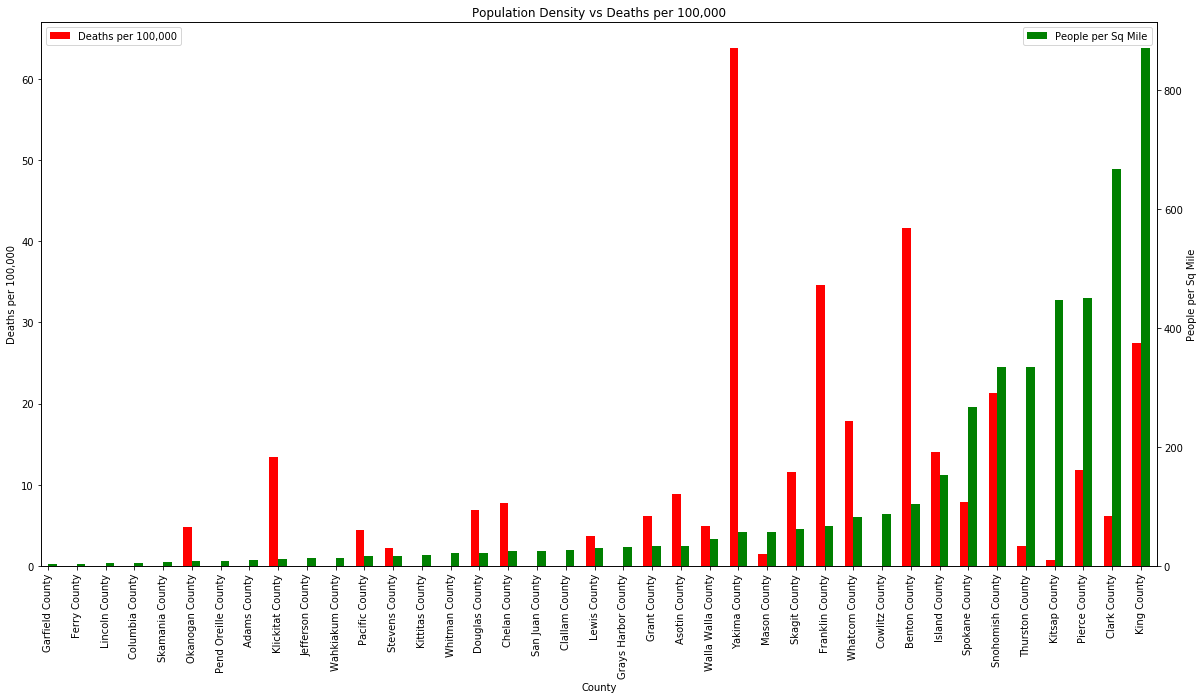 Population Density vs Deaths per 100,000
Deaths per 100,000
People per Sq Mile
60
50
40
30
20
10
0
Deaths per 100,000
800
600
400
200
0
People per Sq Mile
Garfield County
Ferry County
Lincoln County
Columbia County
Skamania County
Okanogan County
Pend Oreille County
Adams County
Klickitat County
Jefferson County
Wahkiakum County
Pacific County
Stevens County
Kittitas County
Whitman County
Douglas County
Chelan County
San Juan County
Clallam County
Lewis County
Grays Harbor County
Grant County
Asotin County
Walla Walla County
Yakima County
Mason County
Skagit County
Franklin County
Whatcom County
Cowlitz County
Benton County
Island County
Spokane County
Snohomish County
Thurston County
Kitsap County
Pierce County
Clark County
King County
County